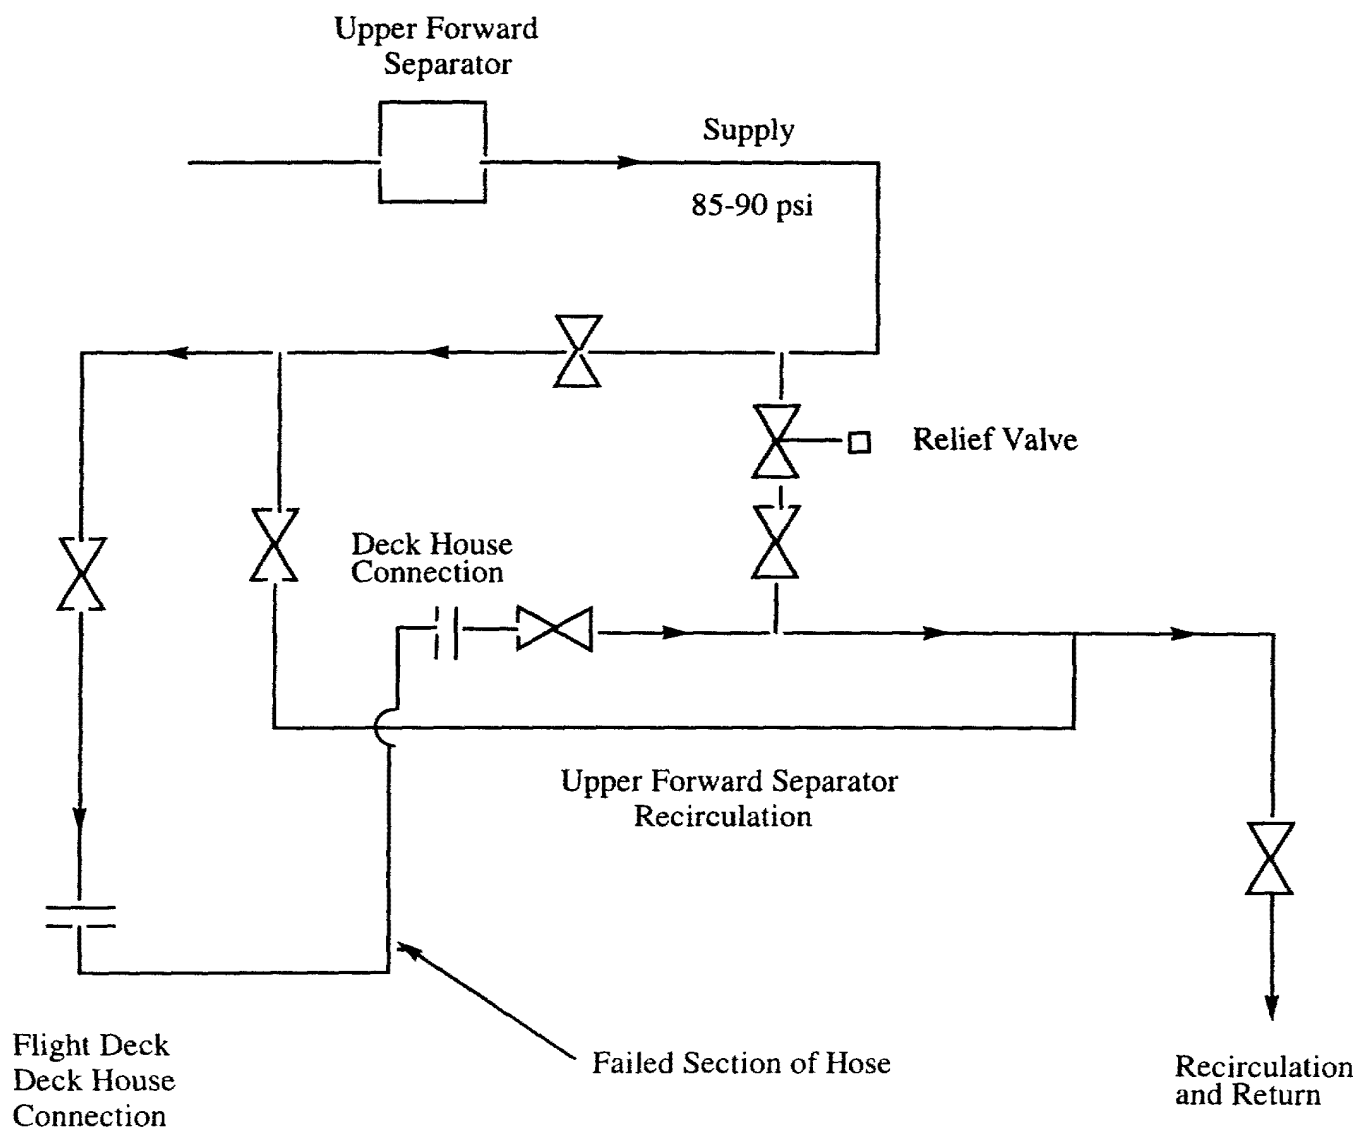 Upper Forward
Separator
Supply
85-90 psi
Relief Valve
Deck House
Connection
Upper Forward Separator
Recirculation
Flight Deck
Deck House
Connection
Failed Section of Hose
Recirculation
and Return